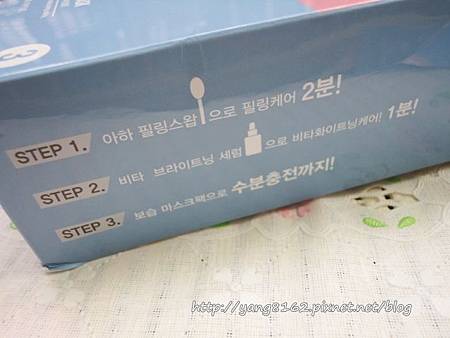 STEP 1. 아하 필링스왑으로 필링케어 2분!
STEP 2. 비타 브라이트닝 세럼으로 비타화이트닝케어! 1분!
STEP 3. 보습 마스크팩으로 수분충전까지!
http://yang8162.pixnet.net/blog